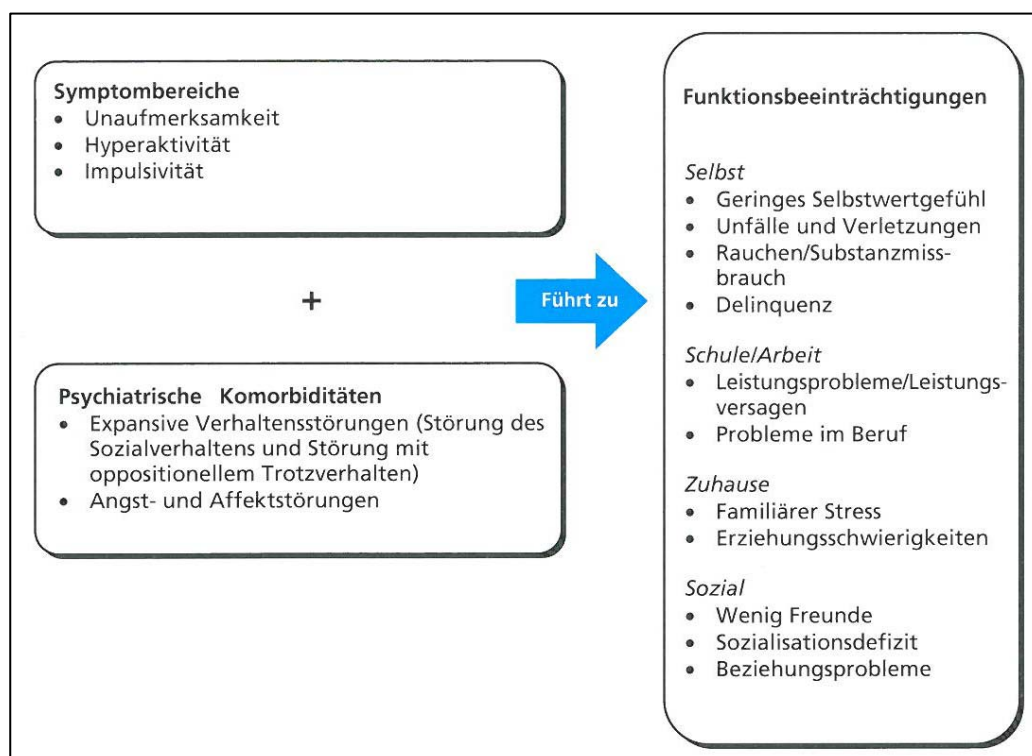 Symptombereiche
• Unaufmerksamkeit
• Hyperaktivität
• Impulsivität
+
Psychiatrische Komorbiditäten
• Expansive Verhaltensstörungen (Störung des
Sozialverhaltens und Störung mit
oppositionellem Trotzverhalten)
• Angst- und Affektstörungen
Führt zu
Funktionsbeeinträchtigungen
Selbst
• Geringes Selbstwertgefühl
• Unfälle und Verletzungen
• Rauchen/Substanzmiss-
brauch
• Delinquenz
Schule/Arbeit
• Leistungsprobleme/Leistungs-
versagen
• Probleme im Beruf
Zuhause
• Familiärer Stress
• Erziehungsschwierigkeiten
Sozial
• Wenig Freunde
• Sozialisationsdefizit
• Beziehungsprobleme